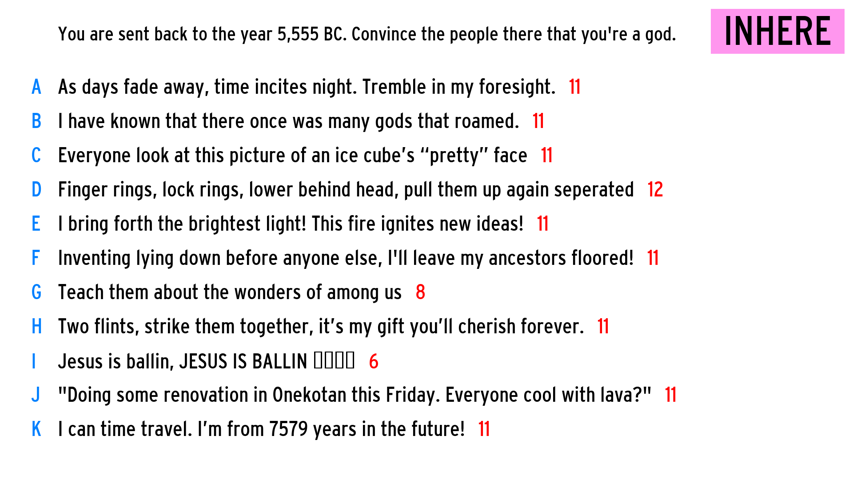 You are sent back to the year 5,555 BC. Convince the people there that you're a god.
INHERE
A As days fade away, time incites night. Tremble in my foresight. 11
B I have known that there once was many gods that roamed. 11
C Everyone look at this picture of an ice cube's “pretty” face 11
D Finger rings, lock rings, lower behind head, pull them up again seperated 12
E I bring forth the brightest light! This fire ignites new ideas! 11
F Inventing lying down before anyone else, I'll leave my ancestors floored! 11
G Teach them about the wonders of among us 8
H Two flints, strike them together, it's my gift you'll cherish forever. 11
I Jesus is ballin, JESUS IS BALLIN ▯▯▯▯ 6
J "Doing some renovation in Onekotan this Friday. Everyone cool with lava?" 11
K I can time travel. I'm from 7579 years in the future! 11